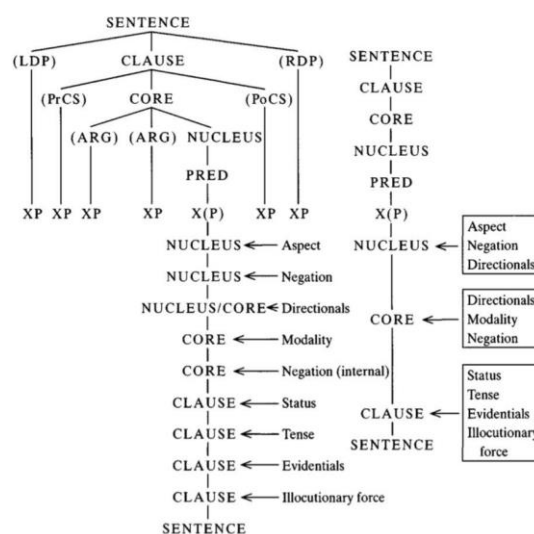 SENTENCE
(LDP) CLAUSE (RDP)
(PrCS) CORE (PoCS)
(ARG) (ARG) NUCLEUS
PRED
XP XP XP XP X(P) XP XP
NUCLEUS Aspect
NUCLEUS Negation
NUCLEUS/CORE Directionals
CORE Modality
CORE Negation (internal)
CLAUSE Status
CLAUSE Tense
CLAUSE Evidentials
CLAUSE Illocutionary force
SENTENCE
SENTENCE
CLAUSE
CORE
NUCLEUS
PRED
X(P)
NUCLEUS
Aspect
Negation
Directionals
CORE
Directionals
Modality
Negation
CLAUSE
Status
Tense
Evidentials
Illocutionary
force
SENTENCE